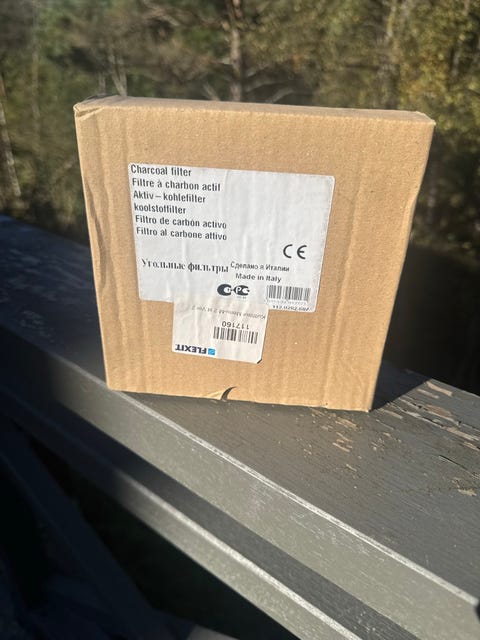 Charcoal filter
Filtre à charbon actif
Aktiv – kohlefilter
koolstoffilter
Filtro de carbón activo
Filtro al carbone attivo
CE
Угольные фильтры
Сделано я Италии
Made in Italy
FLEXIT
117160